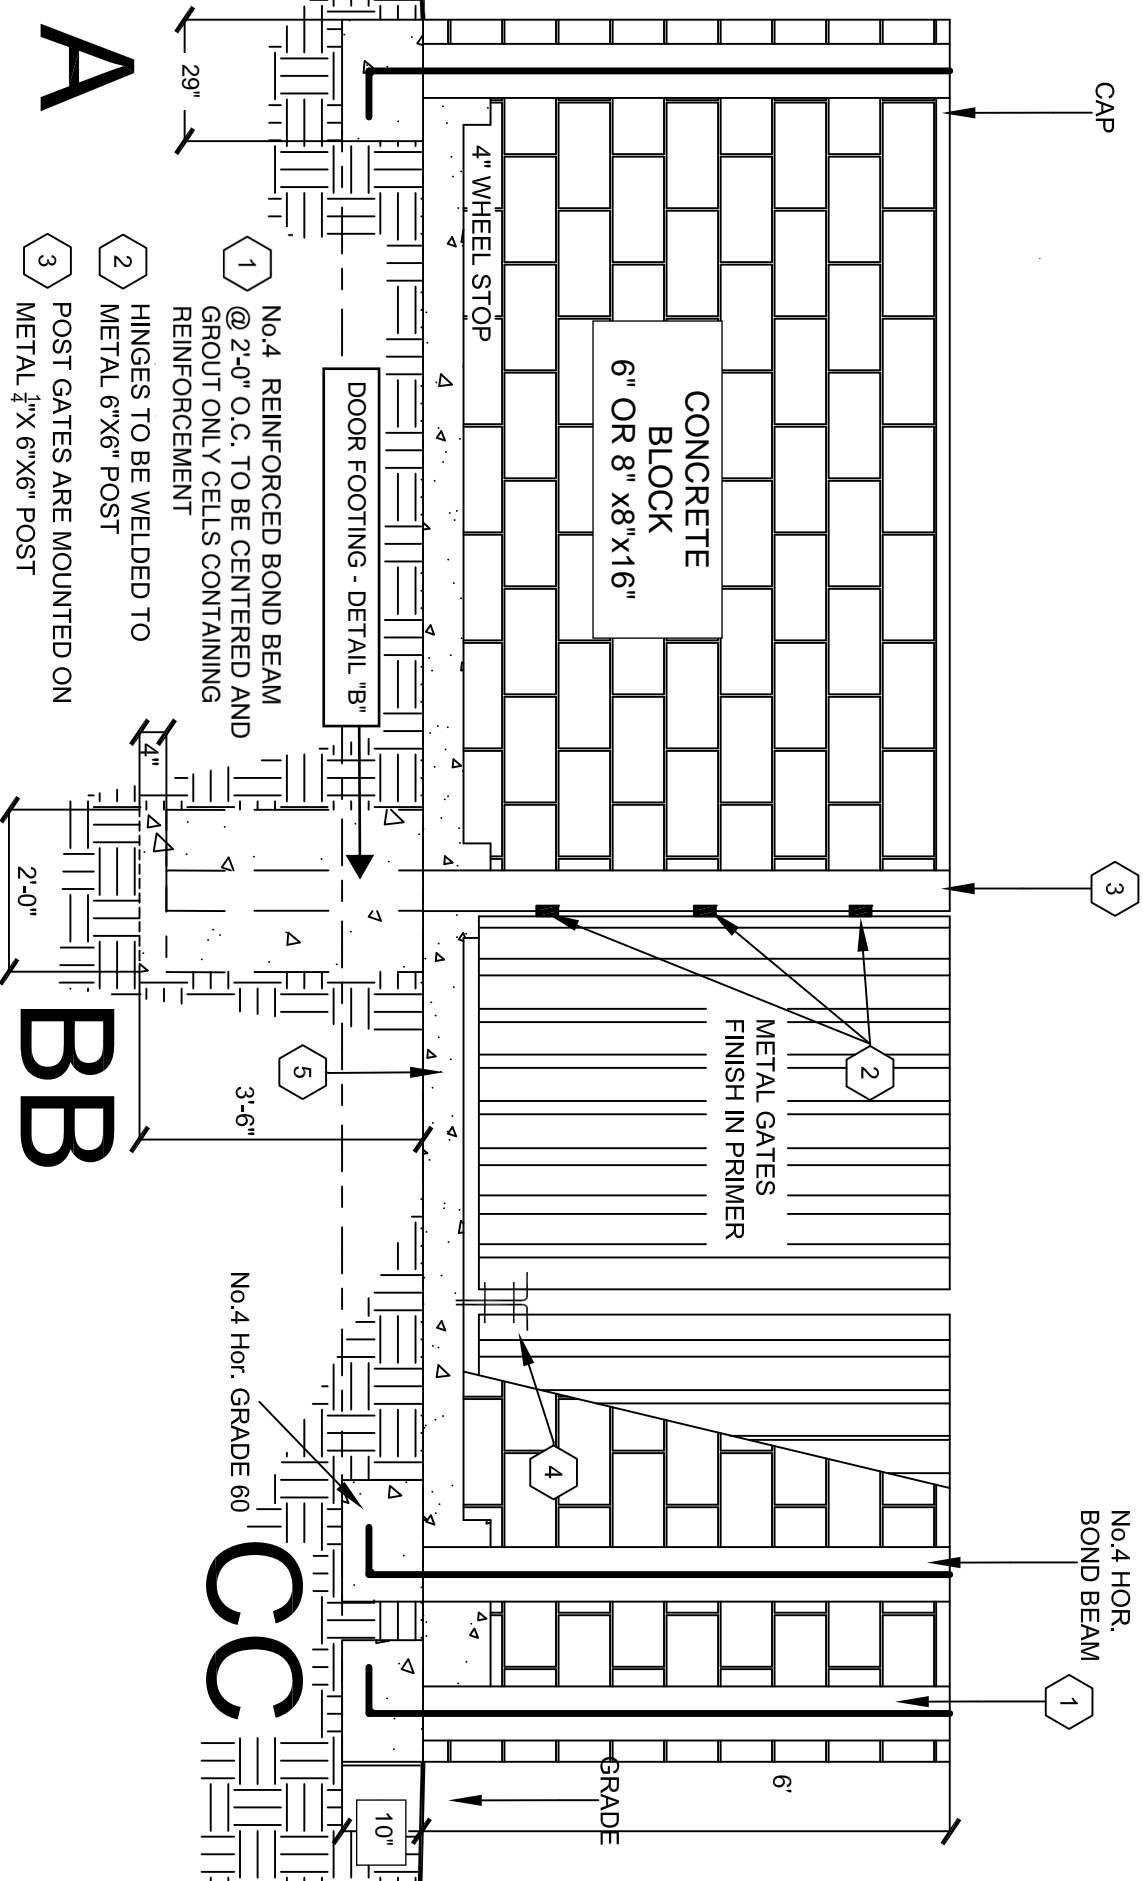 CAP
3
No.4 HOR.
BOND BEAM
1
CONCRETE
BLOCK
6" OR 8" x8"x16"
METAL GATES
FINISH IN PRIMER
2
6'
GRADE
4" WHEEL STOP
4
10"
DOOR FOOTING - DETAIL "B"
5
3'-6"
29"
No.4 Hor. GRADE 60
1
No.4 REINFORCED BOND BEAM
@ 2'-0" O.C. TO BE CENTERED AND
GROUT ONLY CELLS CONTAINING
REINFORCEMENT
2
HINGES TO BE WELDED TO
METAL 6"X6" POST
3
POST GATES ARE MOUNTED ON
METAL 1/4"X 6"X6" POST
4"
2'-0"
A
BB
CC